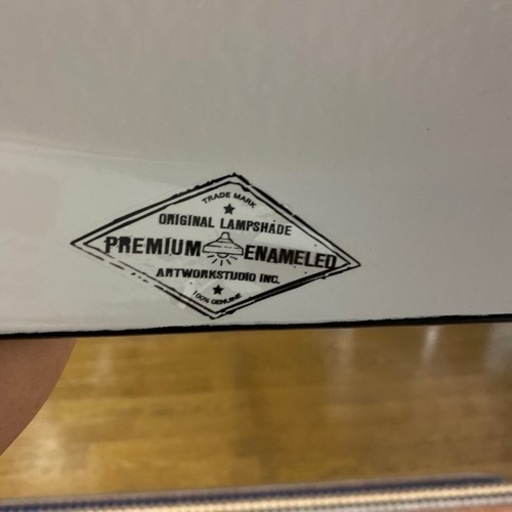 TRADE MARK
ORIGINAL LAMPSHADE
PREMIUM ENAMELED
ARTWORKSTUDIO INC.
100% GENUINE